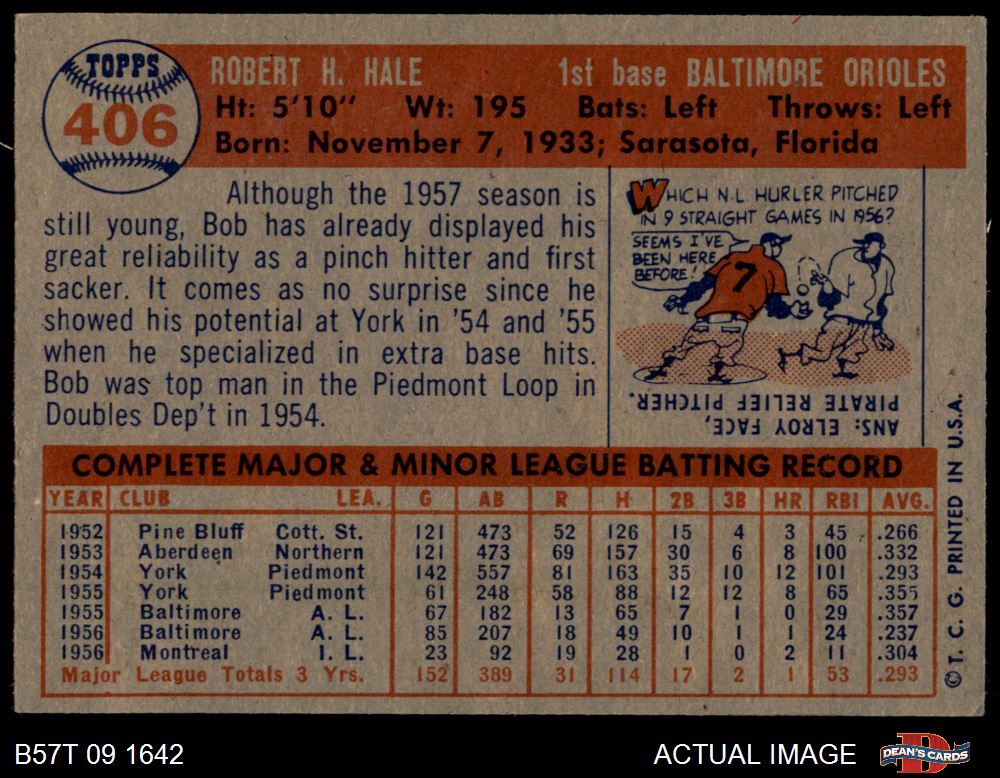 TOPPS
406
ROBERT H. HALE 1st base BALTIMORE ORIOLES
Ht: 5'10" Wt: 195 Bats: Left Throws: Left
Born: November 7, 1933; Sarasota, Florida
Although the 1957 season is
still young, Bob has already displayed his
great reliability as a pinch hitter and first
sacker. It comes as no surprise since he
showed his potential at York in '54 and '55
when he specialized in extra base hits.
Bob was top man in the Piedmont Loop in
Doubles Dep't in 1954.
WHICH N.L. HURLER PITCHED
IN 9 STRAIGHT GAMES IN 1956?
SEEMS I'VE
BEEN HERE
BEFORE!
7
ANS: ELROY FACE,
PIRATE RELIEF PITCHER.
COMPLETE MAJOR & MINOR LEAGUE BATTING RECORD
YEAR CLUB LEA. G AB R H 2B 3B HR RBI AVG.
1952 Pine Bluff Cott. St. 121 473 52 126 15 4 3 45 .266
1953 Aberdeen Northern 121 473 69 157 30 6 8 100 .332
1954 York Piedmont 142 557 81 163 35 10 12 101 .293
1955 York Piedmont 61 248 58 88 12 12 8 65 .355
1955 Baltimore A. L. 67 182 13 65 7 1 0 29 .357
1956 Baltimore A. L. 85 207 18 49 10 1 1 24 .237
1956 Montreal I. L. 23 92 19 28 1 0 2 11 .304
Major League Totals 3 Yrs. 152 389 31 114 17 2 1 53 .293
© T. C. G. PRINTED IN U.S.A.
B57T 09 1642 ACTUAL IMAGE
D
DEAN'S CARDS